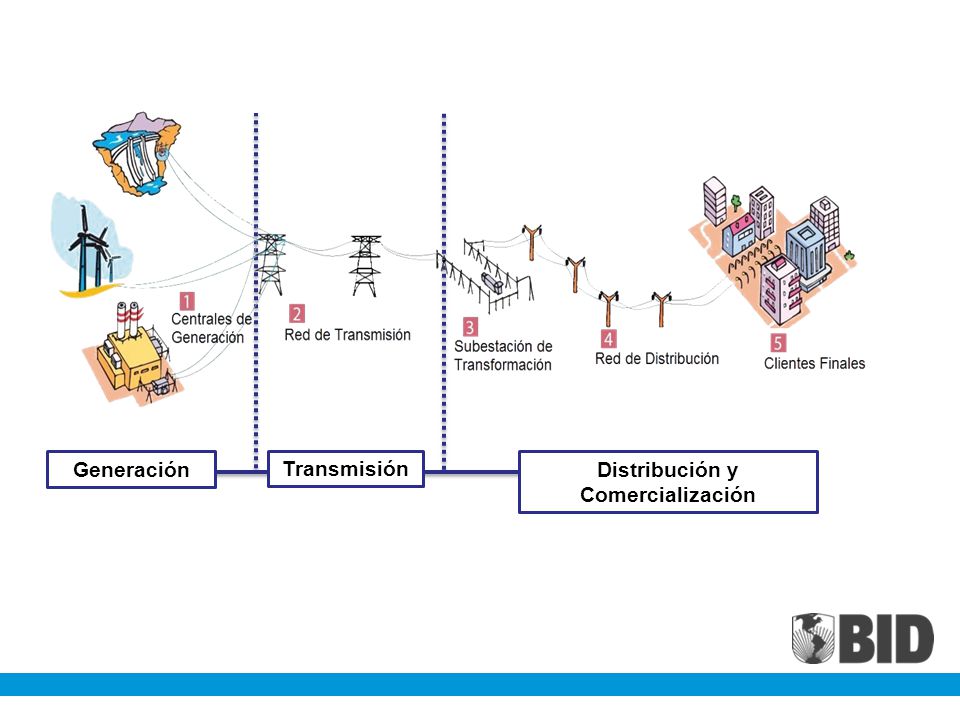 1
Centrales de
Generación
2
Red de Transmisión
3
Subestación de
Transformación
4
Red de Distribución
5
Clientes Finales
Generación
Transmisión
Distribución y
Comercialización
BID